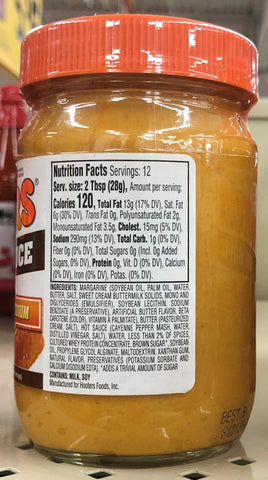 S®
CE
Nutrition Facts Servings: 12
Serv. size: 2 Tbsp (28g), Amount per serving:
Calories 120, Total Fat 13g (17% DV), Sat. Fat
6g (30% DV), Trans Fat 0g, Polyunsaturated Fat 2g,
Monounsaturated Fat 3.5g, Cholest. 15mg (5% DV),
Sodium 290mg (13% DV), Total Carb. 1g (0% DV),
Fiber 0g (0% DV), Total Sugars 0g (Incl. 0g Added
Sugars, 0% DV), Protein 0g, Vit. D (0% DV), Calcium
(0% DV), Iron (0% DV), Potas. (0% DV).
INGREDIENTS: MARGARINE (SOYBEAN OIL, PALM OIL, WATER,
BUTTER, SALT, SWEET CREAM BUTTERMILK SOLIDS, MONO AND
DIGLYCERIDES (EMULSIFIER), SOYBEAN LECITHIN, SODIUM
BENZOATE (A PRESERVATIVE), ARTIFICIAL BUTTER FLAVOR, BETA
CAROTENE (COLOR), VITAMIN A PALMITATE), BUTTER (PASTEURIZED
CREAM, SALT), HOT SAUCE (CAYENNE PEPPER MASH, WATER,
DISTILLED VINEGAR, SALT), WATER, LESS THAN 2% OF SPICES,
CULTURED WHEY PROTEIN CONCENTRATE, BROWN SUGAR*, SOYBEAN
OIL, PROPYLENE GLYCOL ALGINATE, MALTODEXTRIN, XANTHAN GUM,
NATURAL FLAVOR, PRESERVATIVES (POTASSIUM SORBATE AND
CALCIUM DISODIUM EDTA). *ADDS A TRIVIAL AMOUNT OF SUGAR
CONTAINS: MILK, SOY
Manufactured for Hooters Foods, Inc.
BEST B